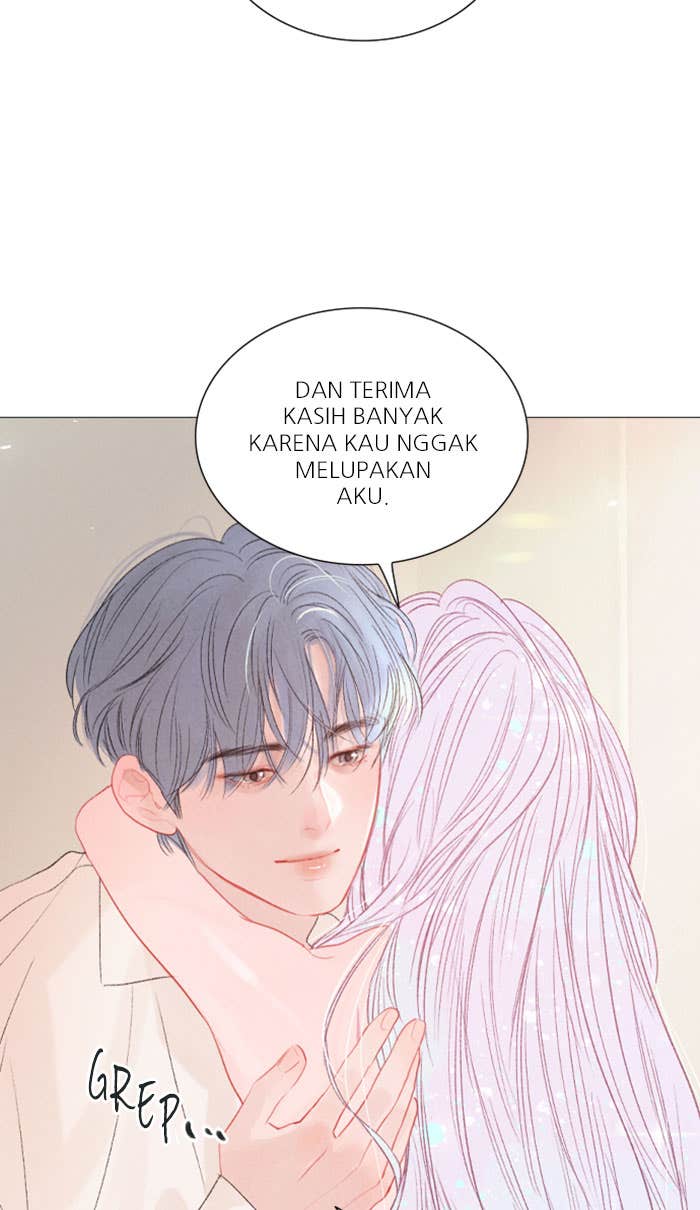 DAN TERIMA
KASIH BANYAK
KARENA KAU NGGAK
MELUPAKAN
AKU.
GREP...